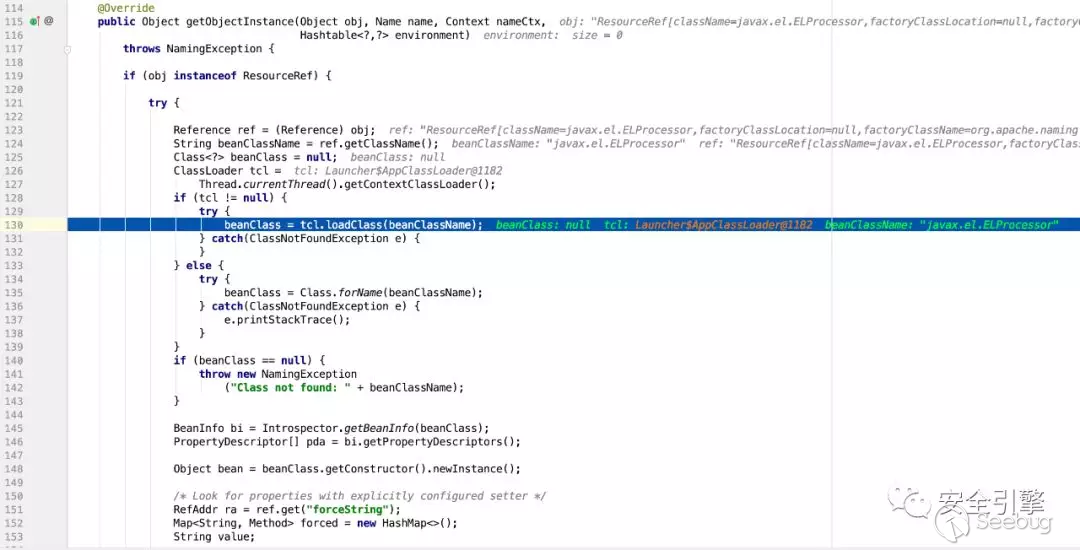 114 @Override
115 public Object getObjectInstance(Object obj, Name name, Context nameCtx, obj: "ResourceRef[className=javax.el.ELProcessor,factoryClassLocation=null,factoryC
116 Hashtable<?,?> environment) environment: size = 0
117 throws NamingException {
118
119 if (obj instanceof ResourceRef) {
120
121 try {
122
123 Reference ref = (Reference) obj; ref: "ResourceRef[className=javax.el.ELProcessor,factoryClassLocation=null,factoryClassName=org.apache.naming
124 String beanClassName = ref.getClassName(); beanClassName: "javax.el.ELProcessor" ref: "ResourceRef[className=javax.el.ELProcessor,factoryClass
125 Class<?> beanClass = null; beanClass: null
126 ClassLoader tcl = tcl: Launcher$AppClassLoader@1182
127 Thread.currentThread().getContextClassLoader();
128 if (tcl != null) {
129 try {
130 beanClass = tcl.loadClass(beanClassName); beanClass: null tcl: Launcher$AppClassLoader@1182 beanClassName: "javax.el.ELProcessor"
131 } catch(ClassNotFoundException e) {
132 }
133 } else {
134 try {
135 beanClass = Class.forName(beanClassName);
136 } catch(ClassNotFoundException e) {
137 e.printStackTrace();
138 }
139 }
140 if (beanClass == null) {
141 throw new NamingException
142 ("Class not found: " + beanClassName);
143 }
144
145 BeanInfo bi = Introspector.getBeanInfo(beanClass);
146 PropertyDescriptor[] pda = bi.getPropertyDescriptors();
147
148 Object bean = beanClass.getConstructor().newInstance();
149
150 /* Look for properties with explicitly configured setter */
151 RefAddr ra = ref.get("forceString");
152 Map<String, Method> forced = new HashMap<>();
153 String value;
安全引擎
Seebug